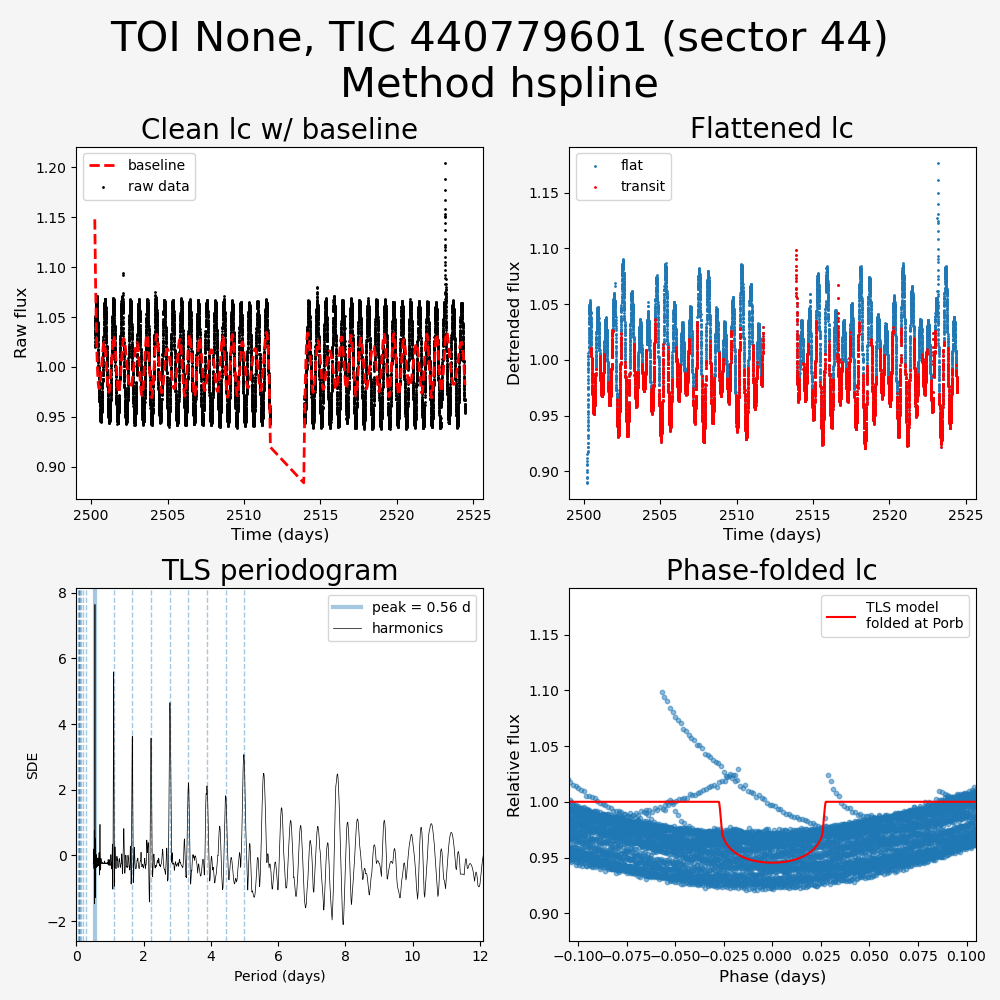 TOI None, TIC 440779601 (sector 44)
Method hspline
Clean lc w/ baseline
baseline
raw data
1.20
1.15
1.10
1.05
1.00
0.95
0.90
Raw flux
2500
2505
2510
2515
2520
2525
Time (days)
Flattened lc
flat
transit
1.15
1.10
1.05
1.00
0.95
0.90
Detrended flux
2500
2505
2510
2515
2520
2525
Time (days)
TLS periodogram
peak = 0.56 d
harmonics
8
6
4
2
0
−2
SDE
0
2
4
6
8
10
12
Period (days)
Phase-folded lc
TLS model
folded at Porb
1.15
1.10
1.05
1.00
0.95
0.90
Relative flux
−0.100
−0.075
−0.050
−0.025
0.000
0.025
0.050
0.075
0.100
Phase (days)